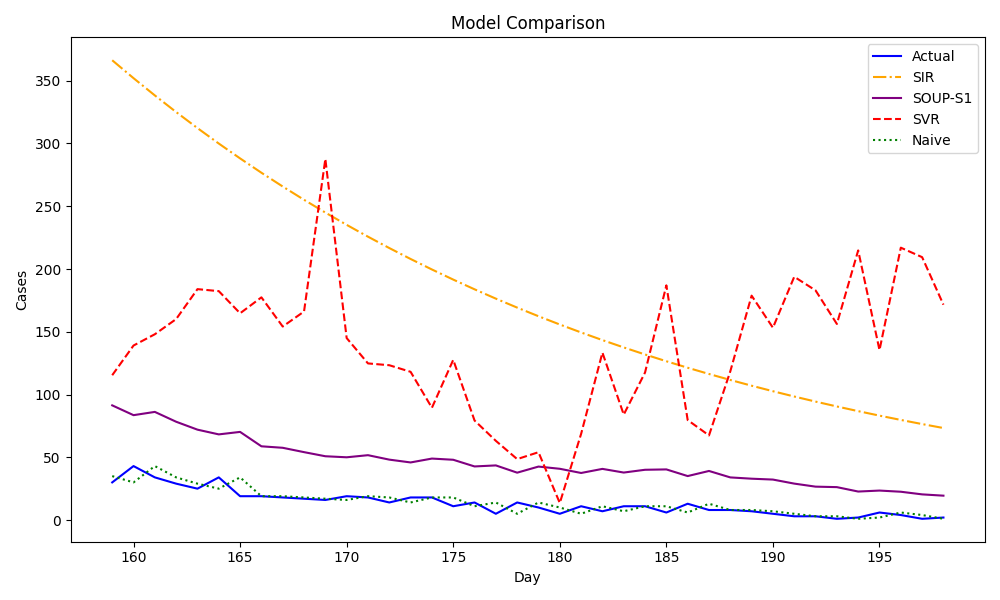 Model Comparison
Actual
SIR
SOUP-S1
SVR
Naive
Cases
350
300
250
200
150
100
50
0
160 165 170 175 180 185 190 195
Day